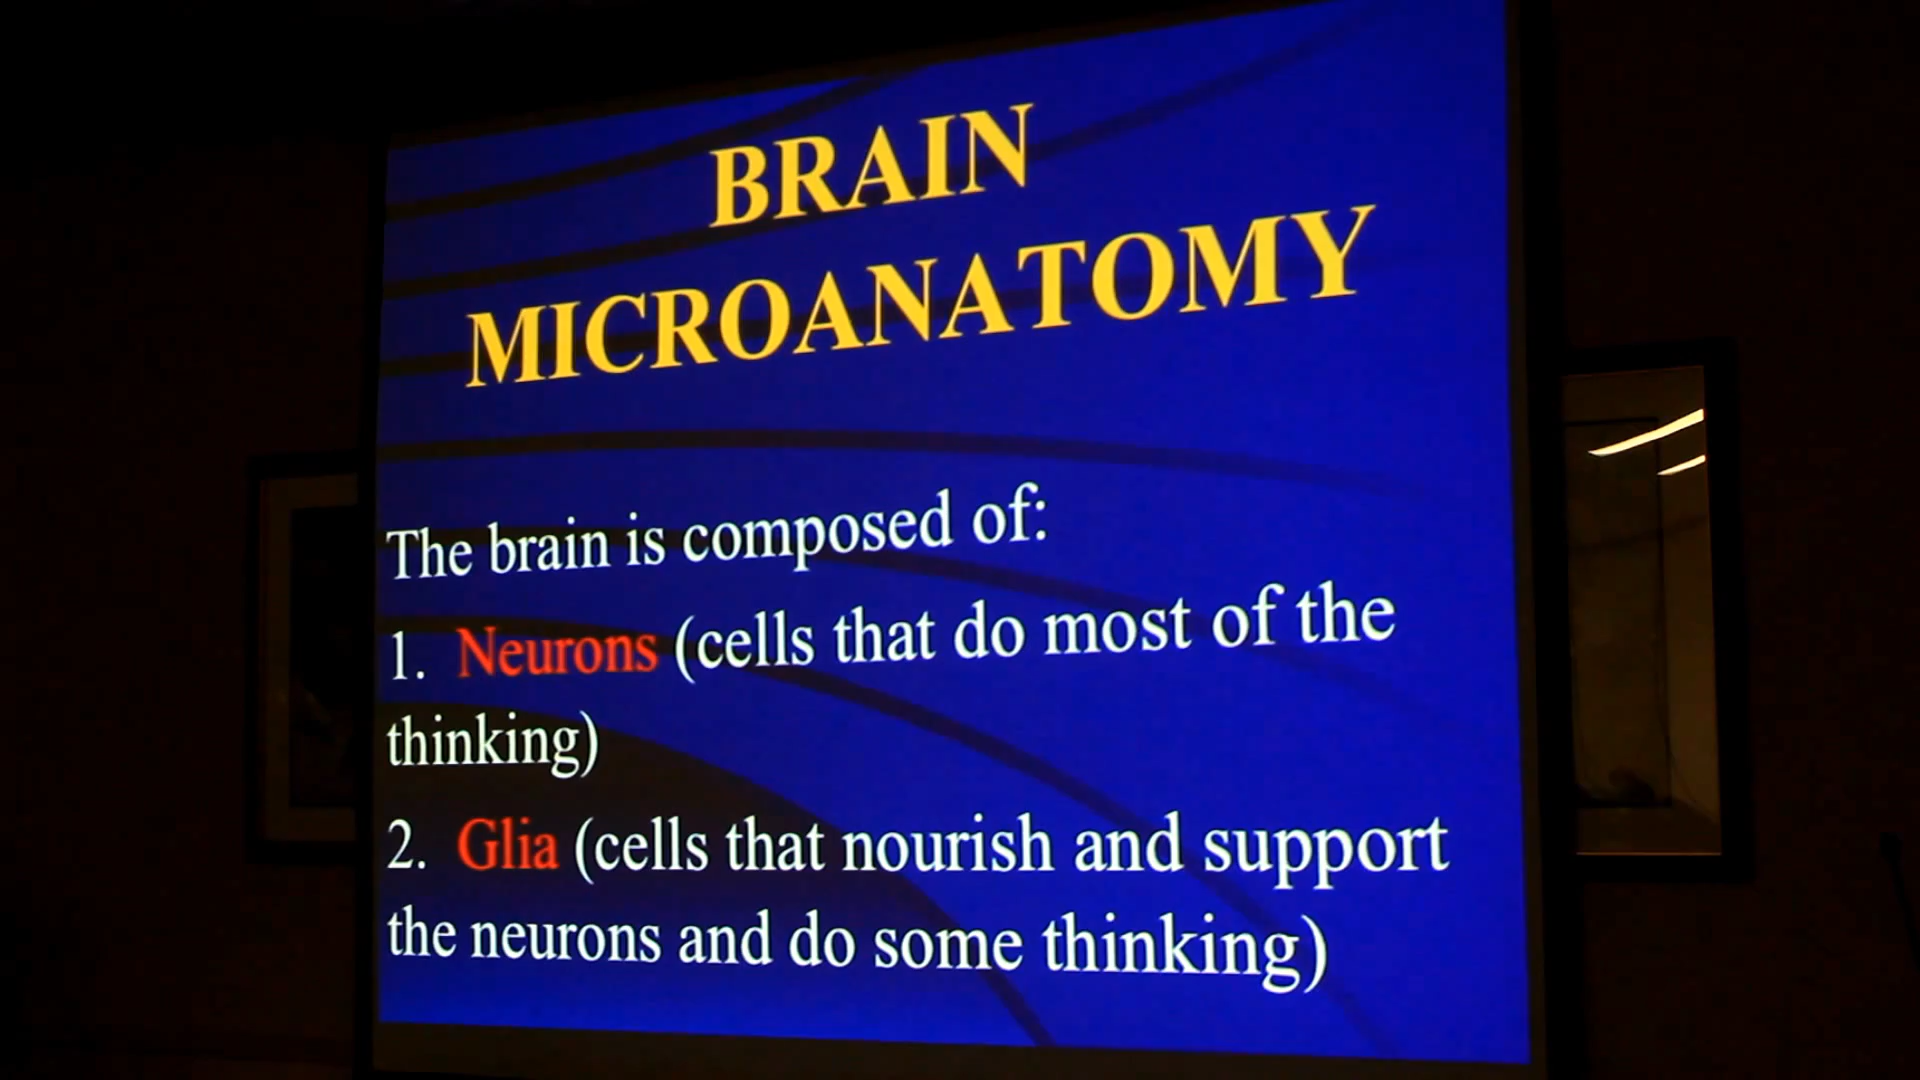 BRAIN
MICROANATOMY
The brain is composed of:
1. Neurons (cells that do most of the
thinking)
2. Glia (cells that nourish and support
the neurons and do some thinking)